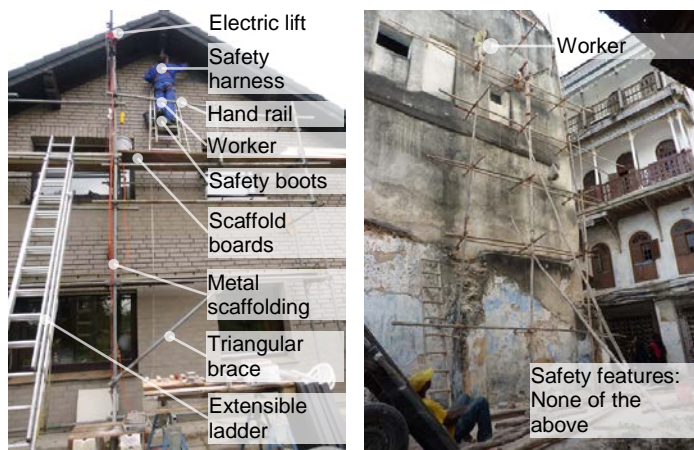 Electric lift
Safety
harness
Hand rail
Worker
Safety boots
Scaffold
boards
Metal
scaffolding
Triangular
brace
Extensible
ladder
Worker
Safety features:
None of the
above